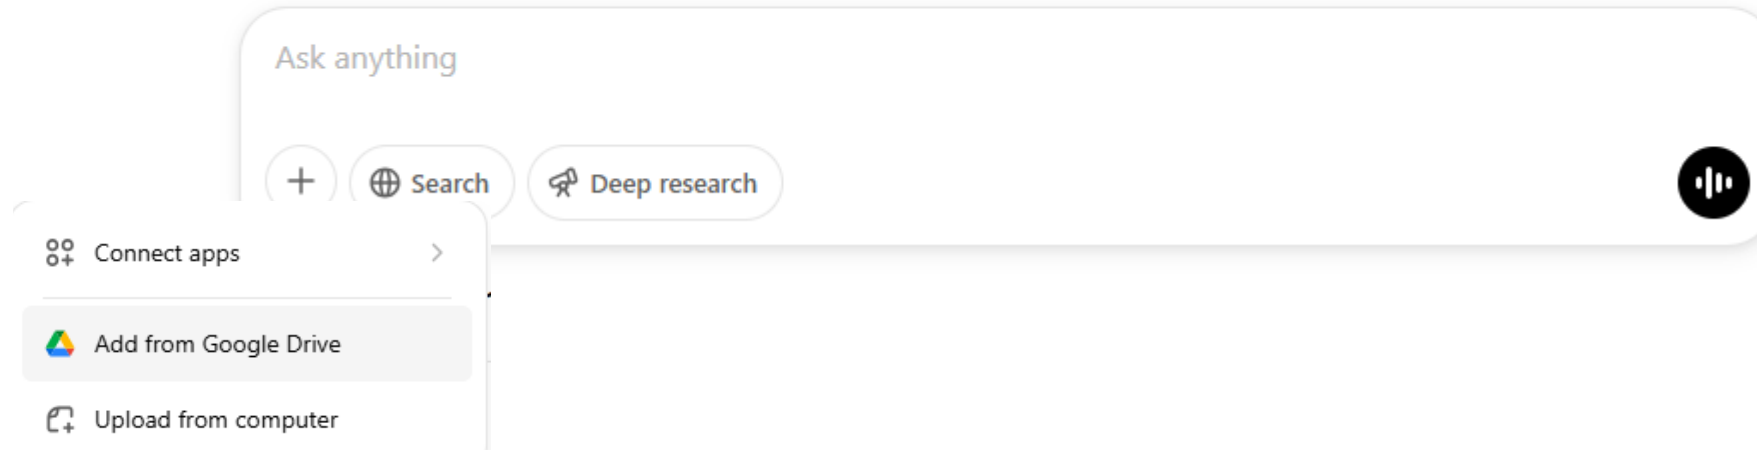 Ask anything
Search
Deep research
Connect apps
Add from Google Drive
Upload from computer